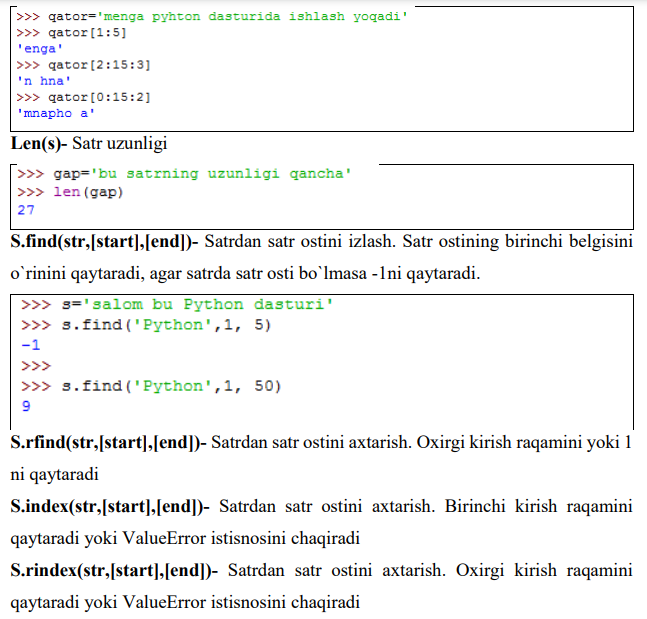 >>> qator='menga pyhton dasturida ishlash yoqadi'
>>> qator[1:5]
'enga'
>>> qator[2:15:3]
'n hna'
>>> qator[0:15:2]
'mnapho a'
Len(s)- Satr uzunligi
>>> gap='bu satrning uzunligi qancha'
>>> len(gap)
27
S.find(str,[start],[end])- Satrdan satr ostini izlash. Satr ostining birinchi belgisini
o`rinini qaytaradi, agar satrda satr osti bo`lmasa -1ni qaytaradi.
>>> s='salom bu Python dasturi'
>>> s.find('Python',1, 5)
-1
>>>
>>> s.find('Python',1, 50)
9
S.rfind(str,[start],[end])- Satrdan satr ostini axtarish. Oxirgi kirish raqamini yoki 1
ni qaytaradi
S.index(str,[start],[end])- Satrdan satr ostini axtarish. Birinchi kirish raqamini
qaytaradi yoki ValueError istisnosini chaqiradi
S.rindex(str,[start],[end])- Satrdan satr ostini axtarish. Oxirgi kirish raqamini
qaytaradi yoki ValueError istisnosini chaqiradi